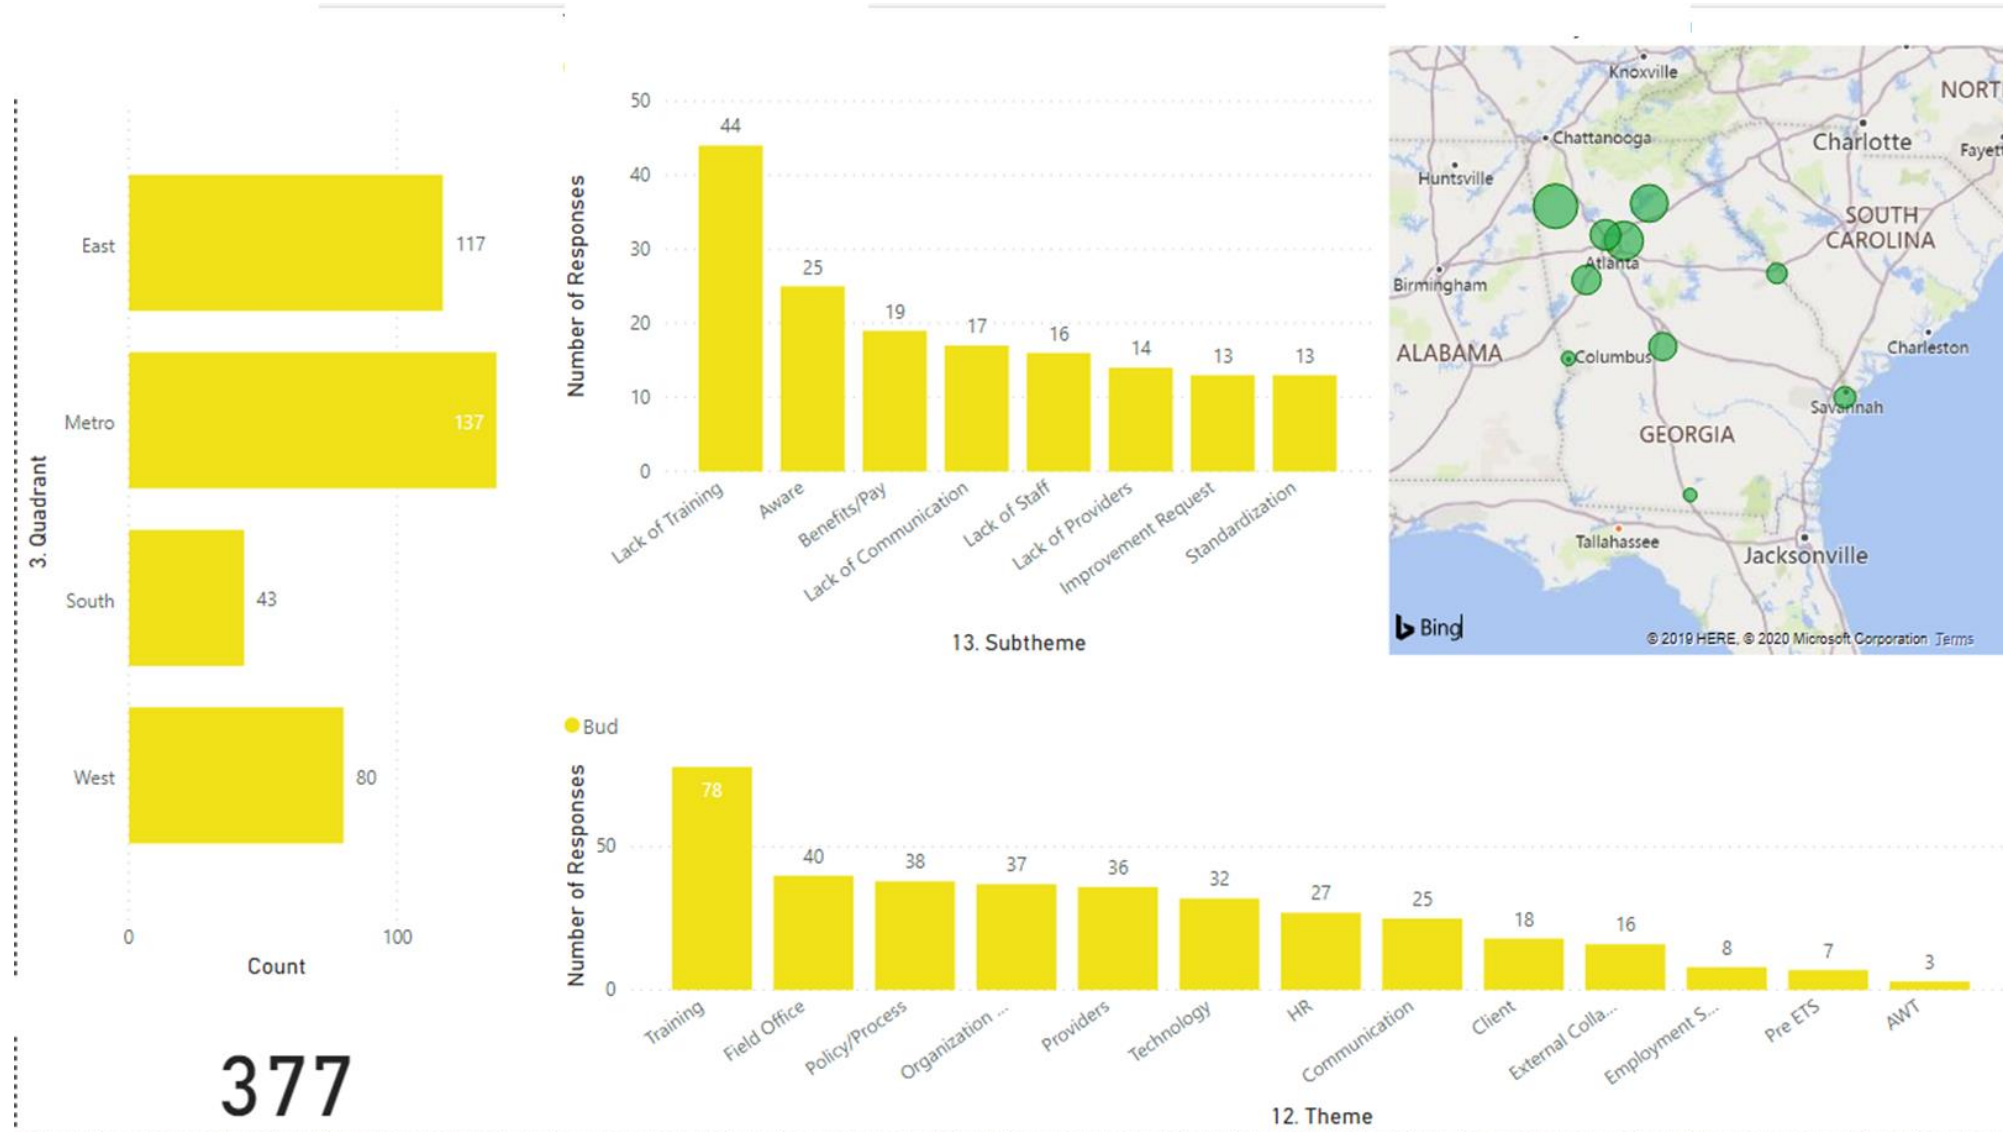 3. Quadrant
East
117
Metro
137
South
43
West
80
0
100
Count
377
Number of Responses
50
40
30
20
10
0
44
25
19
17
16
14
13
13
Lack of Training
Aware
Benefits/Pay
Lack of Communication
Lack of Staff
Lack of Providers
Improvement Request
Standardization
13. Subtheme
Knoxville
NORT
Chattanooga
Charlotte
Fayett
Huntsville
SOUTH
CAROLINA
Atlanta
Birmingham
ALABAMA
Columbus
Charleston
Savannah
GEORGIA
Tallahassee
Jacksonville
Bing
© 2019 HERE, © 2020 Microsoft Corporation Terms
Bud
Number of Responses
50
0
78
40
38
37
36
32
27
25
18
16
8
7
3
Training
Field Office
Policy/Process
Organization ...
Providers
Technology
HR
Communication
Client
External Colla...
Employment S...
Pre ETS
AWT
12. Theme